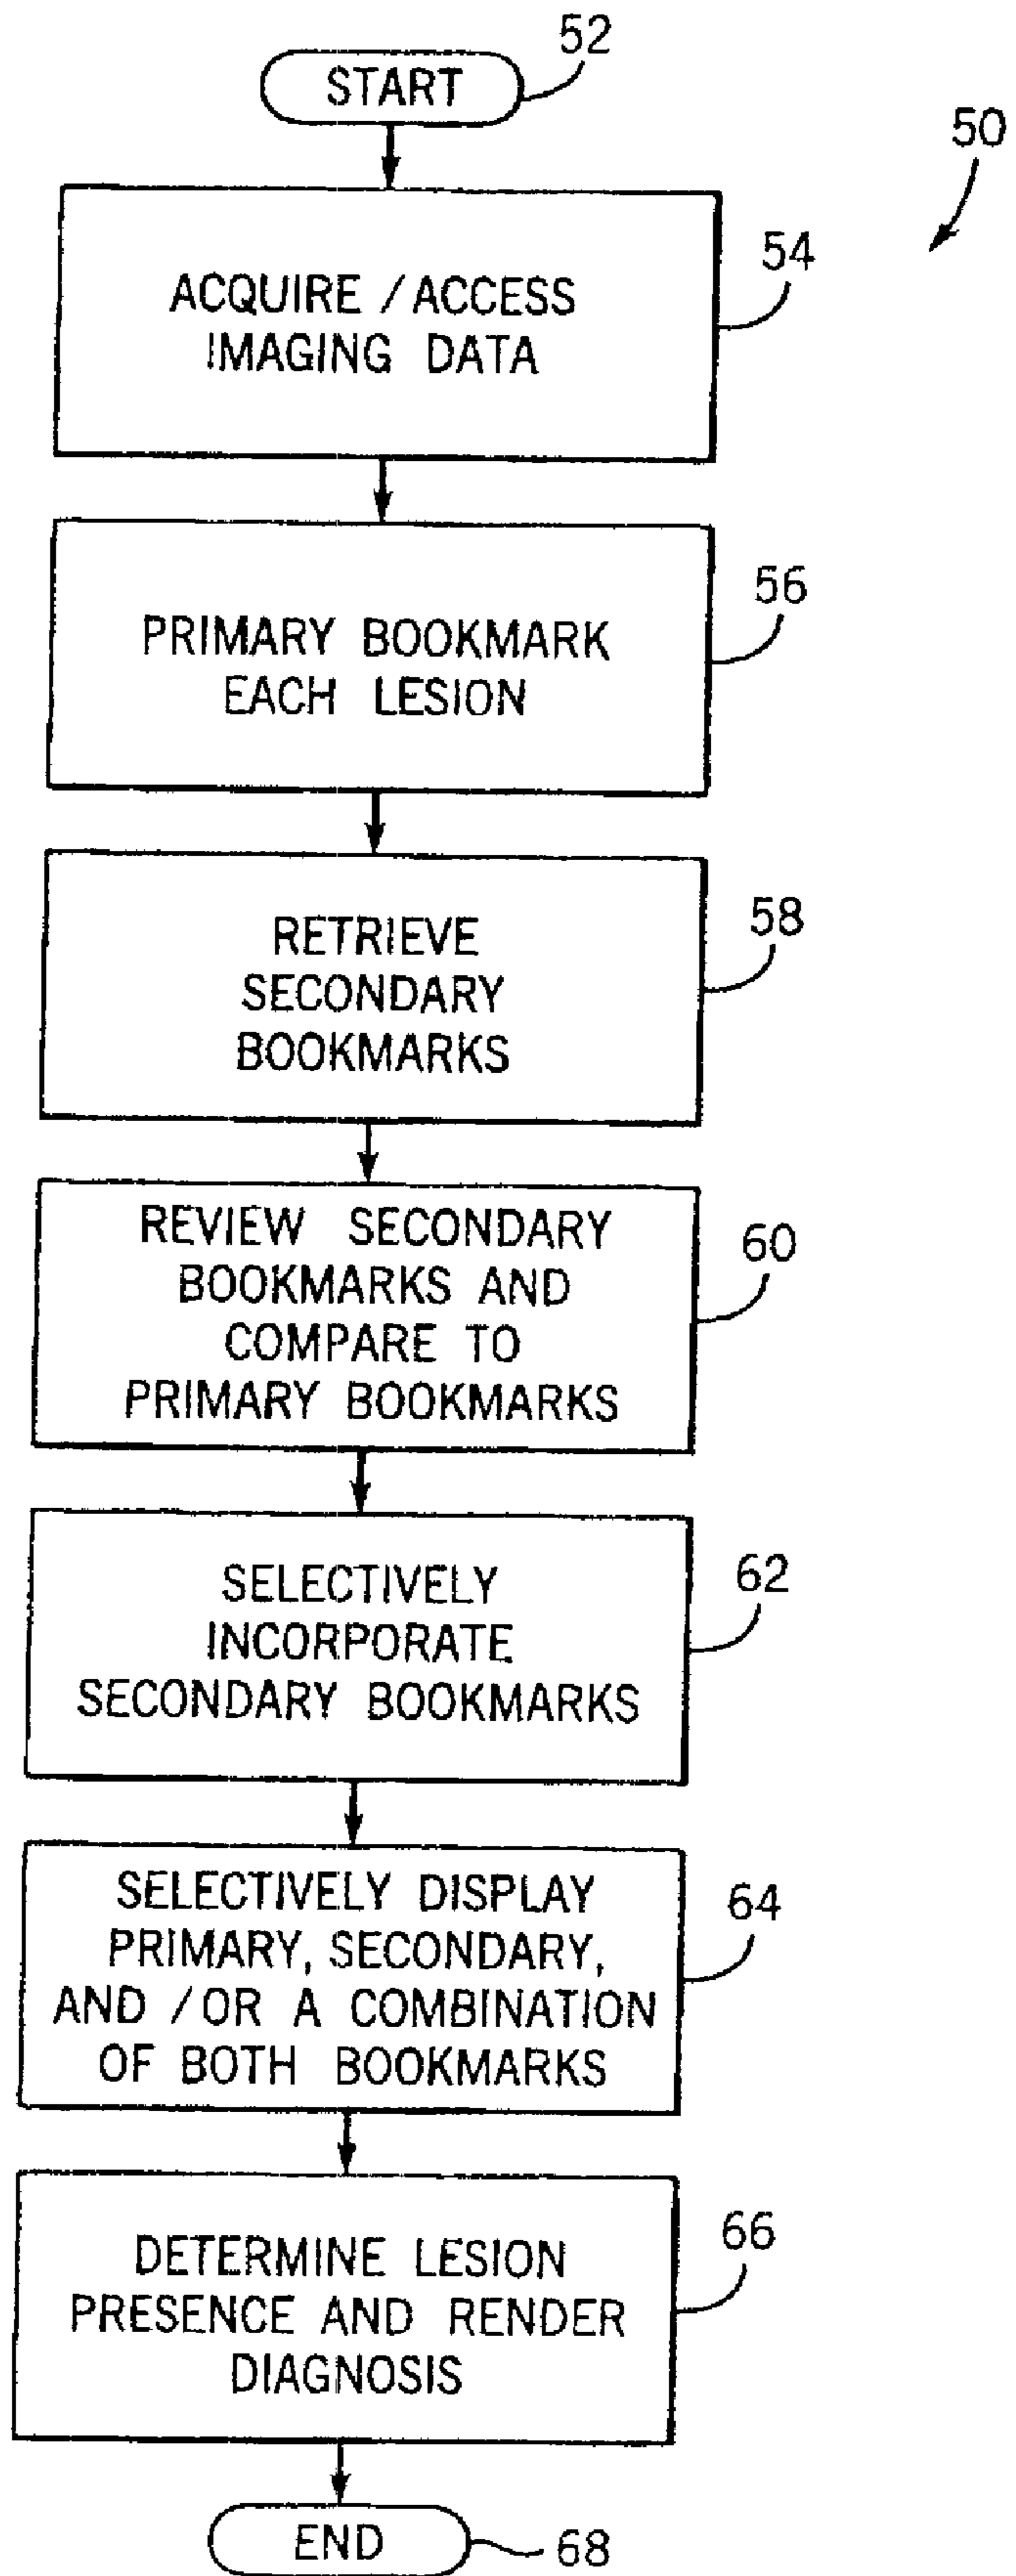 START
52
50
ACQUIRE / ACCESS
IMAGING DATA
54
PRIMARY BOOKMARK
EACH LESION
56
RETRIEVE
SECONDARY
BOOKMARKS
58
REVIEW SECONDARY
BOOKMARKS AND
COMPARE TO
PRIMARY BOOKMARKS
60
SELECTIVELY
INCORPORATE
SECONDARY BOOKMARKS
62
SELECTIVELY DISPLAY
PRIMARY, SECONDARY,
AND / OR A COMBINATION
OF BOTH BOOKMARKS
64
DETERMINE LESION
PRESENCE AND RENDER
DIAGNOSIS
66
END
68